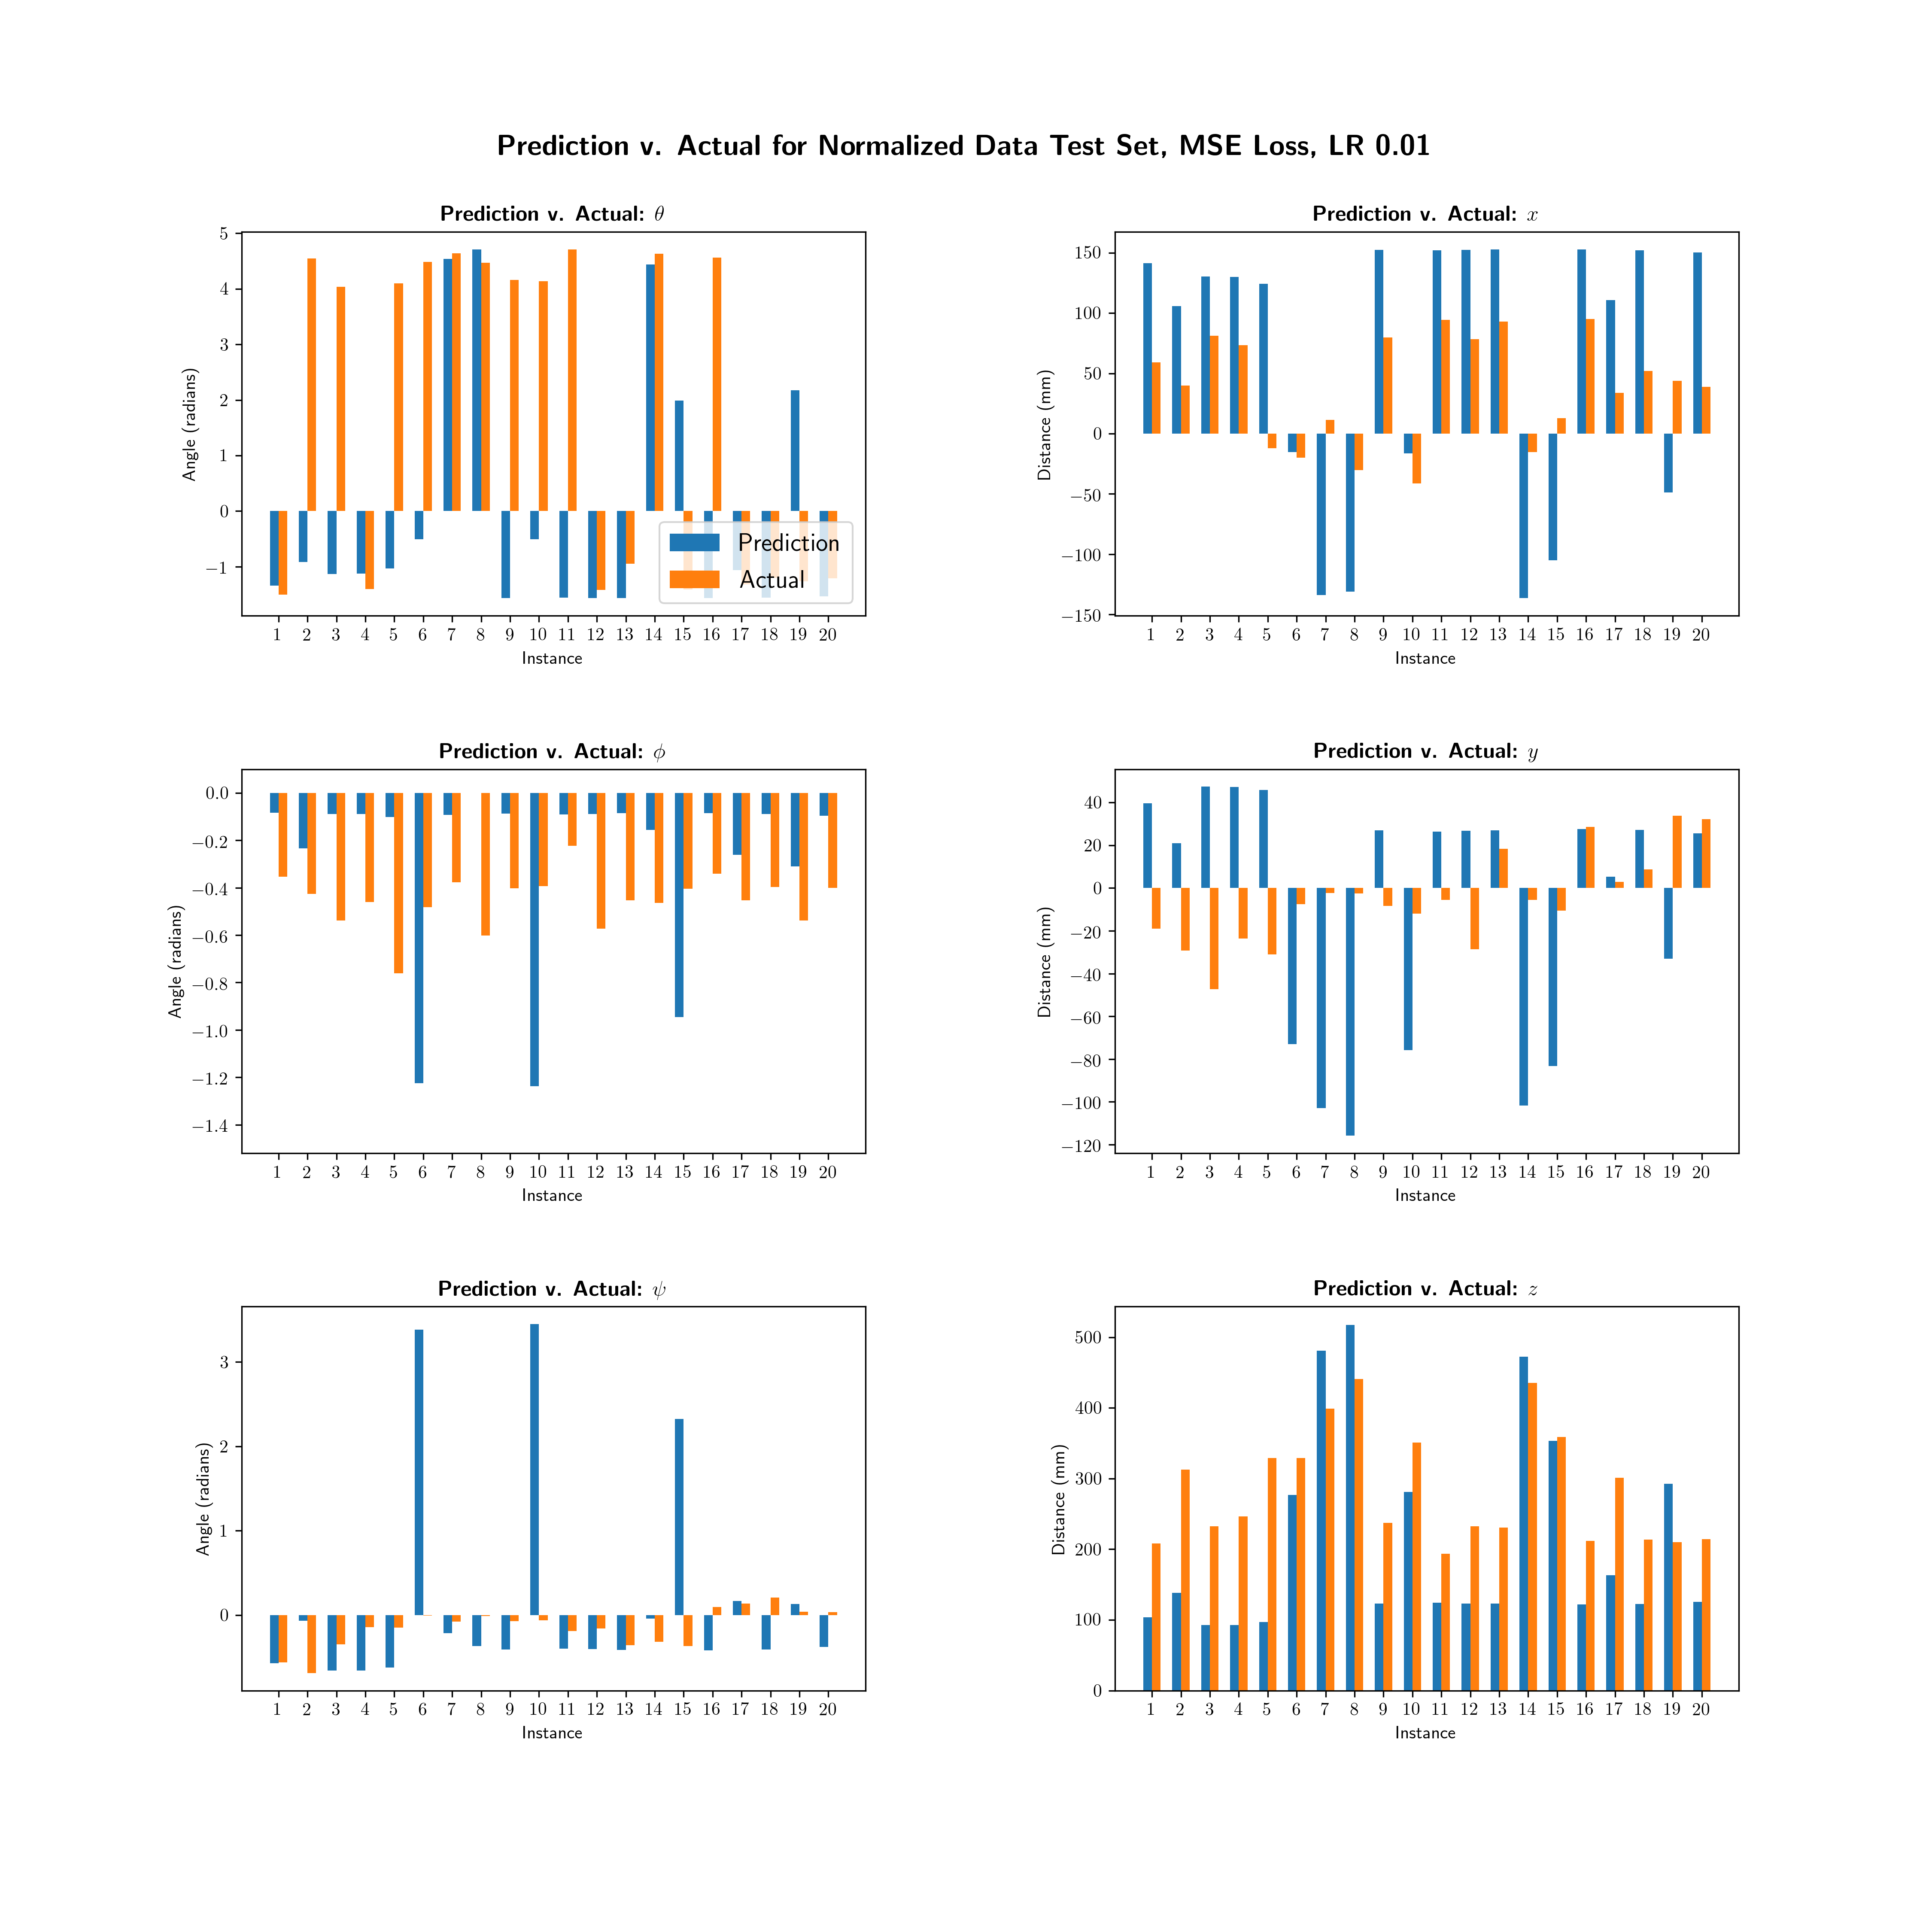 Prediction v. Actual for Normalized Data Test Set, MSE Loss, LR 0.01
Prediction v. Actual: θ
5
4
3
2
1
0
−1
Angle (radians)
Prediction
Actual
1 2 3 4 5 6 7 8 9 10 11 12 13 14 15 16 17 18 19 20
Instance
Prediction v. Actual: x
150
100
50
0
−50
−100
−150
Distance (mm)
1 2 3 4 5 6 7 8 9 10 11 12 13 14 15 16 17 18 19 20
Instance
Prediction v. Actual: ϕ
0.0
−0.2
−0.4
−0.6
−0.8
−1.0
−1.2
−1.4
Angle (radians)
1 2 3 4 5 6 7 8 9 10 11 12 13 14 15 16 17 18 19 20
Instance
Prediction v. Actual: y
40
20
0
−20
−40
−60
−80
−100
−120
Distance (mm)
1 2 3 4 5 6 7 8 9 10 11 12 13 14 15 16 17 18 19 20
Instance
Prediction v. Actual: ψ
3
2
1
0
Angle (radians)
1 2 3 4 5 6 7 8 9 10 11 12 13 14 15 16 17 18 19 20
Instance
Prediction v. Actual: z
500
400
300
200
100
0
Distance (mm)
1 2 3 4 5 6 7 8 9 10 11 12 13 14 15 16 17 18 19 20
Instance